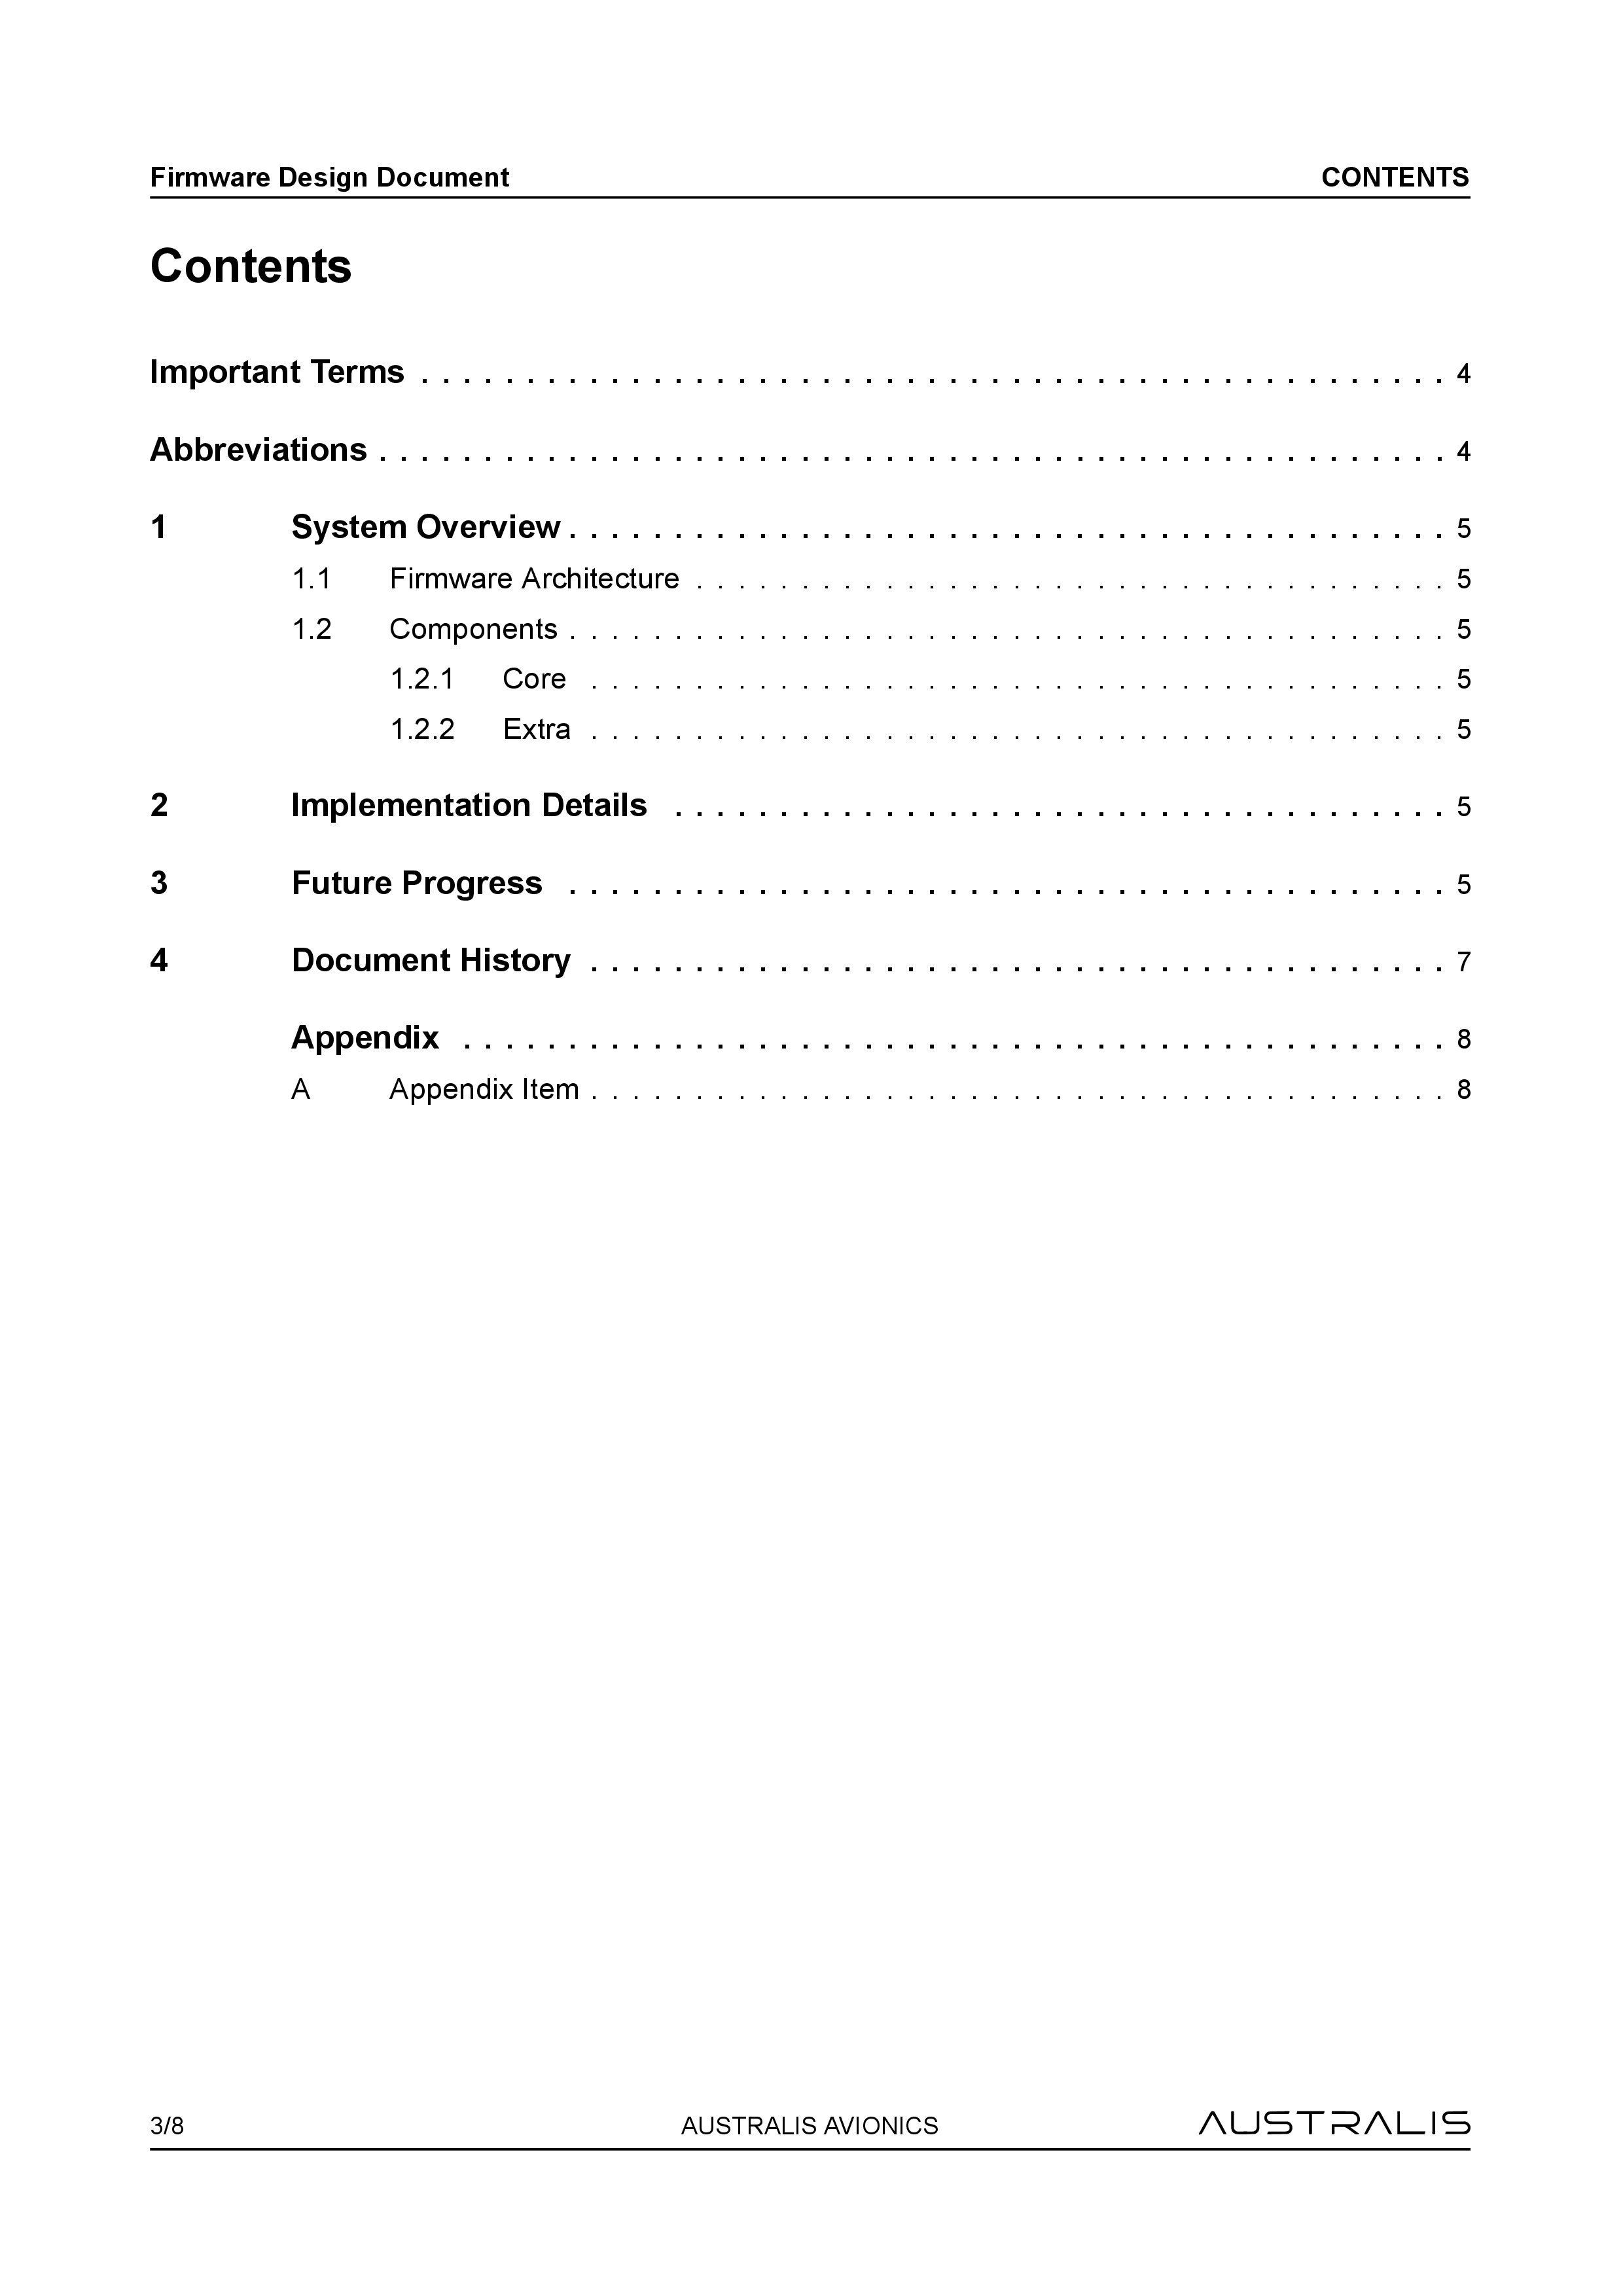 Firmware Design Document CONTENTS
Contents
Important Terms . . . . . . . . . . . . . . . . . . . . . . . . . . . . . . . . . . . . . . . . . . . . . . . . . 4
Abbreviations . . . . . . . . . . . . . . . . . . . . . . . . . . . . . . . . . . . . . . . . . . . . . . . . . . . 4
1 System Overview . . . . . . . . . . . . . . . . . . . . . . . . . . . . . . . . . . . . . . . . . . 5
1.1 Firmware Architecture . . . . . . . . . . . . . . . . . . . . . . . . . . . . . . . . . . . . 5
1.2 Components . . . . . . . . . . . . . . . . . . . . . . . . . . . . . . . . . . . . . . . . . . 5
1.2.1 Core . . . . . . . . . . . . . . . . . . . . . . . . . . . . . . . . . . . . . . . . . 5
1.2.2 Extra . . . . . . . . . . . . . . . . . . . . . . . . . . . . . . . . . . . . . . . . . 5
2 Implementation Details . . . . . . . . . . . . . . . . . . . . . . . . . . . . . . . . . . . . . 5
3 Future Progress . . . . . . . . . . . . . . . . . . . . . . . . . . . . . . . . . . . . . . . . . . 5
4 Document History . . . . . . . . . . . . . . . . . . . . . . . . . . . . . . . . . . . . . . . . . 7
Appendix . . . . . . . . . . . . . . . . . . . . . . . . . . . . . . . . . . . . . . . . . . . . . . . 8
A Appendix Item . . . . . . . . . . . . . . . . . . . . . . . . . . . . . . . . . . . . . . . . . 8
3/8 AUSTRALIS AVIONICS AUSTRALIS